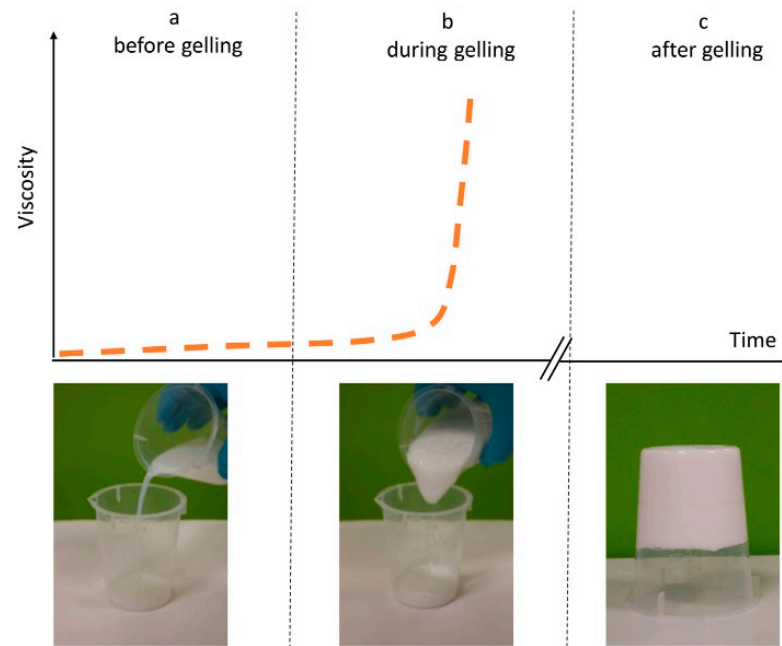 a
before gelling
b
during gelling
c
after gelling
Viscosity
Time